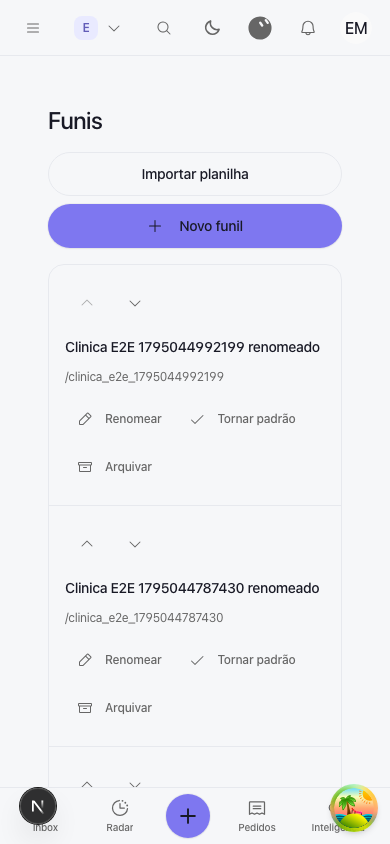 E
EM
Funis
Importar planilha
Novo funil
Clinica E2E 1795044992199 renomeado
/clinica_e2e_1795044992199
Renomear
Tornar padrão
Arquivar
Clinica E2E 1795044787430 renomeado
/clinica_e2e_1795044787430
Renomear
Tornar padrão
Arquivar
N
Inbox
Radar
Pedidos